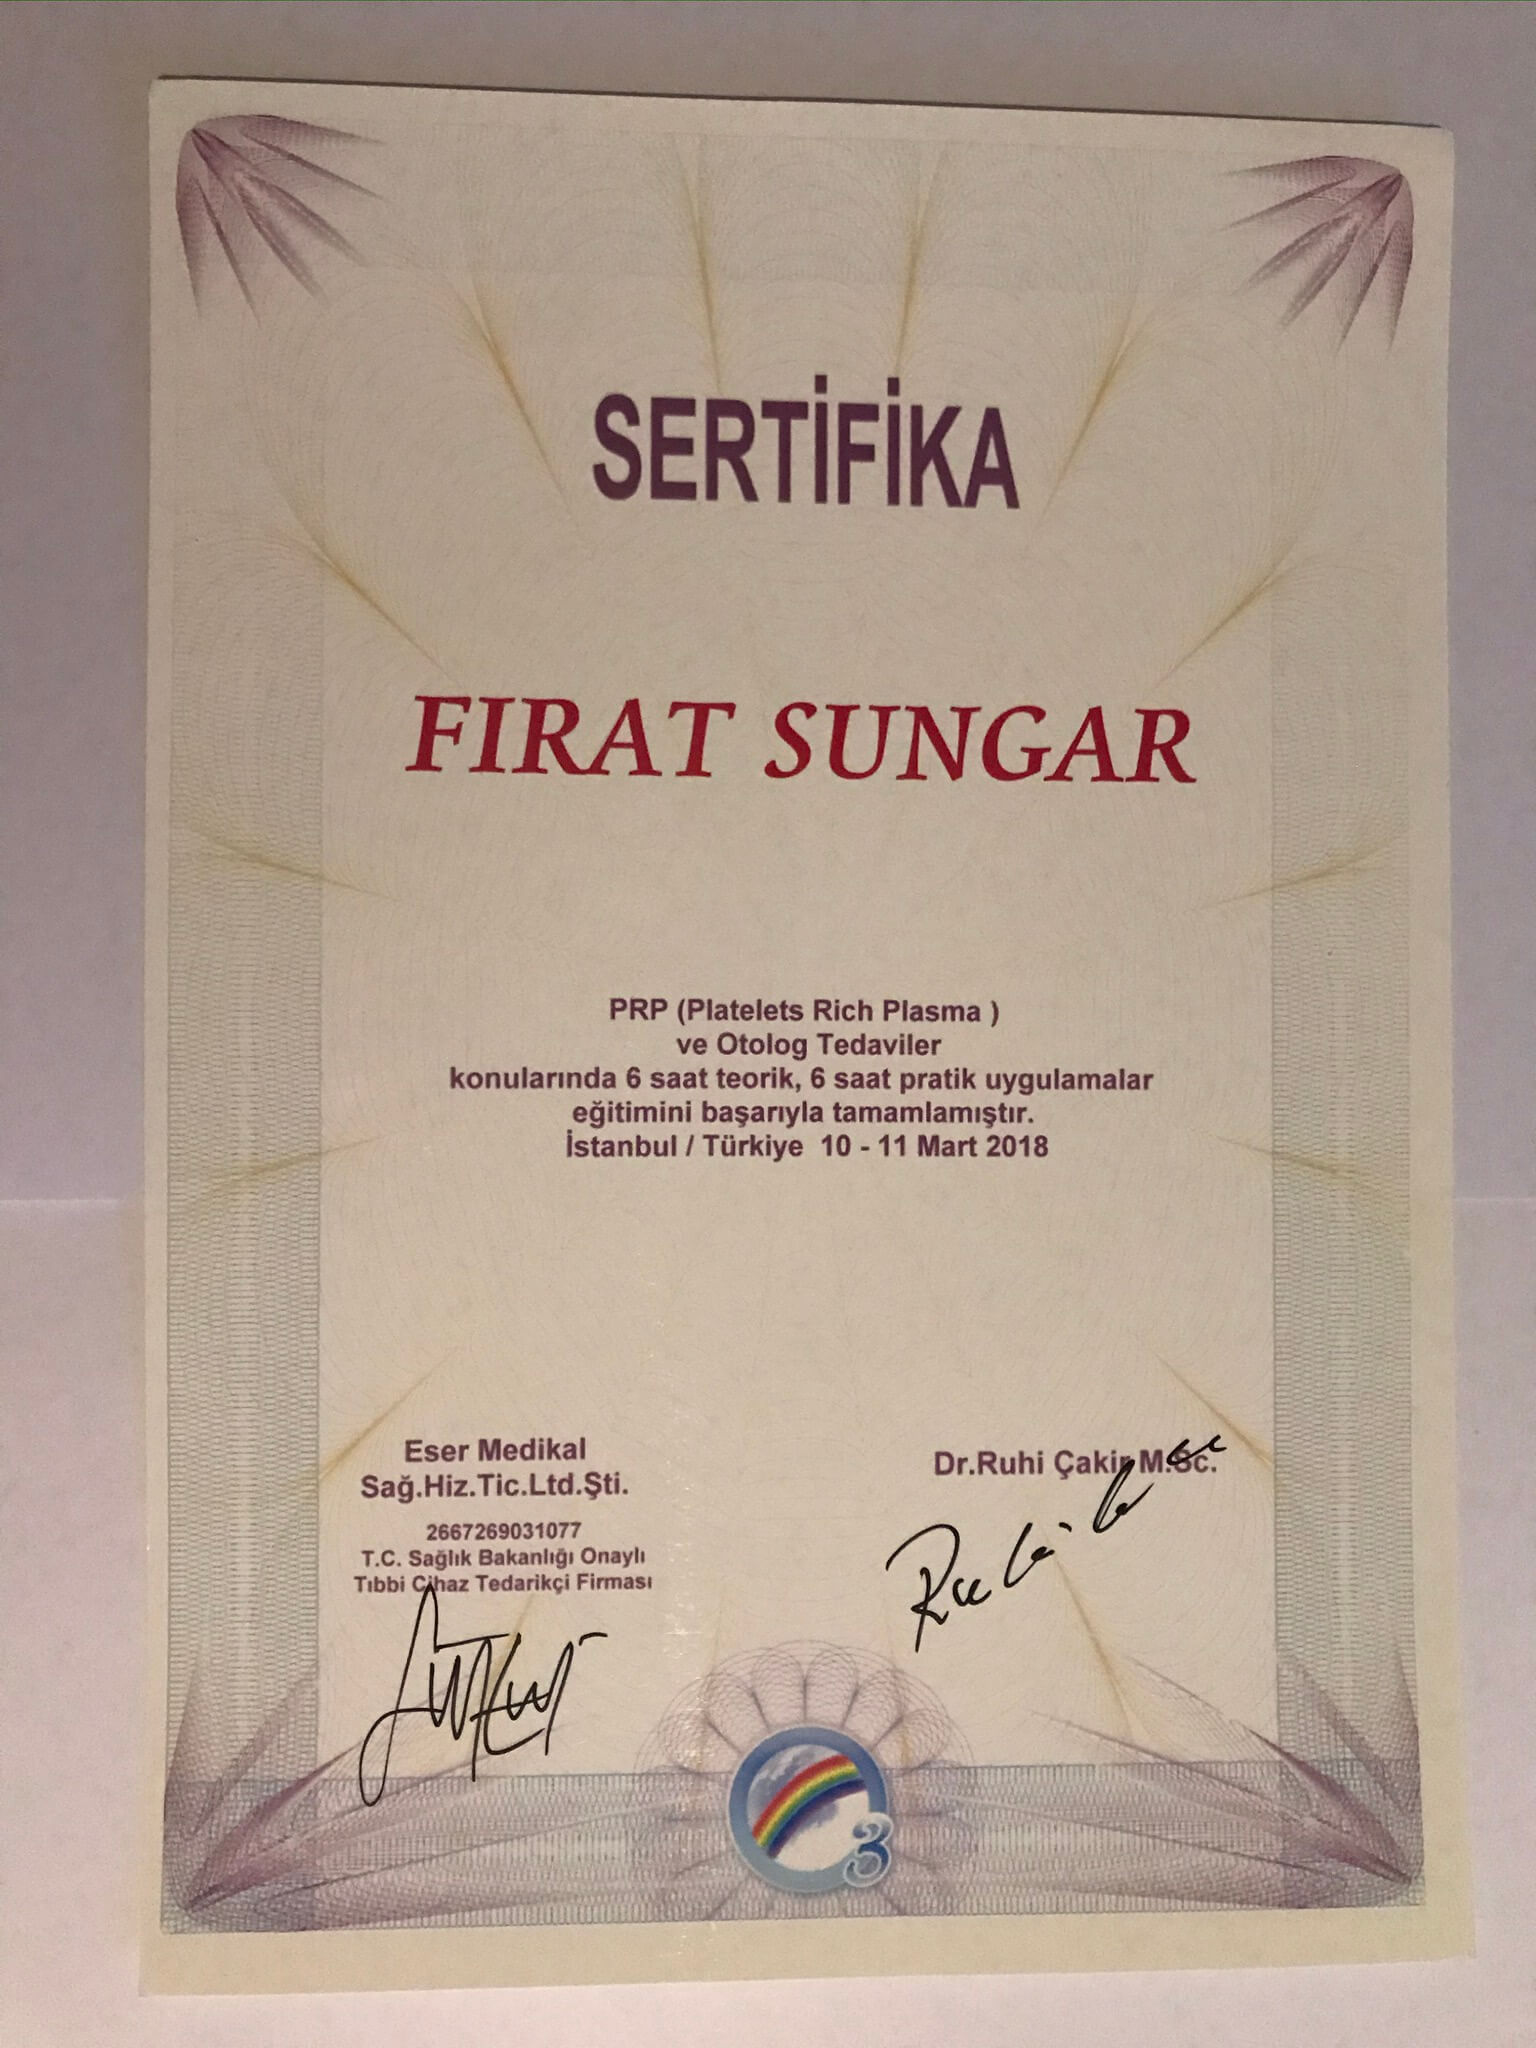 SERTİFİKA
FIRAT SUNGAR
PRP (Platelets Rich Plasma )
ve Otolog Tedaviler
konularında 6 saat teorik, 6 saat pratik uygulamalar
eğitimini başarıyla tamamlamıştır.
İstanbul / Türkiye 10 - 11 Mart 2018
Eser Medikal
Sağ.Hiz.Tic.Ltd.Şti.
2667269031077
T.C. Sağlık Bakanlığı Onaylı
Tıbbi Cihaz Tedarikçi Firması
Dr.Ruhi Çakir M.Sc.
3